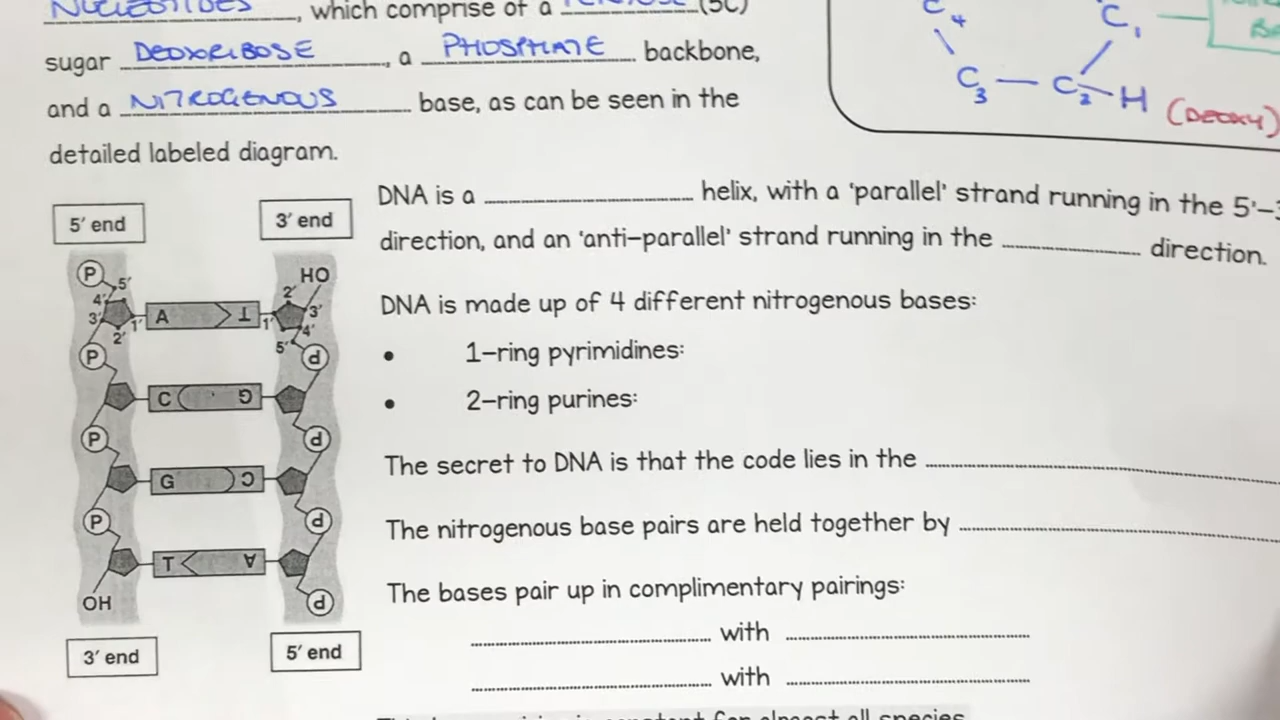 NUCLEOTIDES, which comprise of a PENTOSE (5C)
sugar DEOXRIBOSE, a PHOSPHATE backbone,
and a NITROGENOUS base, as can be seen in the
detailed labeled diagram.
C4
C1
C3 — C2 H
(DEOXY)
DNA is a ........ helix, with a 'parallel' strand running in the 5'–
direction, and an 'anti-parallel' strand running in the ........ direction.
DNA is made up of 4 different nitrogenous bases:
• 1-ring pyrimidines:
• 2-ring purines:
The secret to DNA is that the code lies in the ........
The nitrogenous base pairs are held together by ........
The bases pair up in complimentary pairings:
........ with ........
........ with ........
5' end
3' end
P
5'
4'
3'
2'
1'
A T
HO
2'
3'
1'
4'
5'
P
P
C G
P
P
G C
P
P
T A
OH
P
3' end
5' end